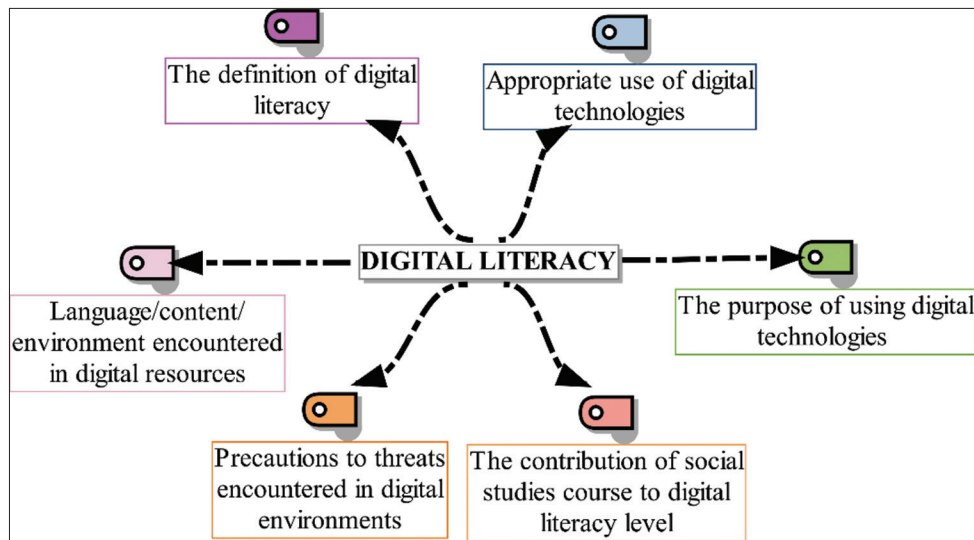 The definition of digital
literacy
Appropriate use of digital
technologies
DIGITAL LITERACY
Language/content/
environment encountered
in digital resources
The purpose of using digital
technologies
Precautions to threats
encountered in digital
environments
The contribution of social
studies course to digital
literacy level